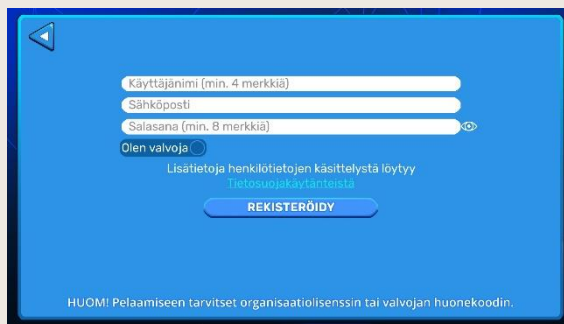 Käyttäjänimi (min. 4 merkkiä)
Sähköposti
Salasana (min. 8 merkkiä)
Olen valvoja
Lisätietoja henkilötietojen käsittelystä löytyy
Tietosuojakäytänteistä
REKISTERÖIDY
HUOM! Pelaamiseen tarvitset organisaatiolisenssin tai valvojan huonekoodin.